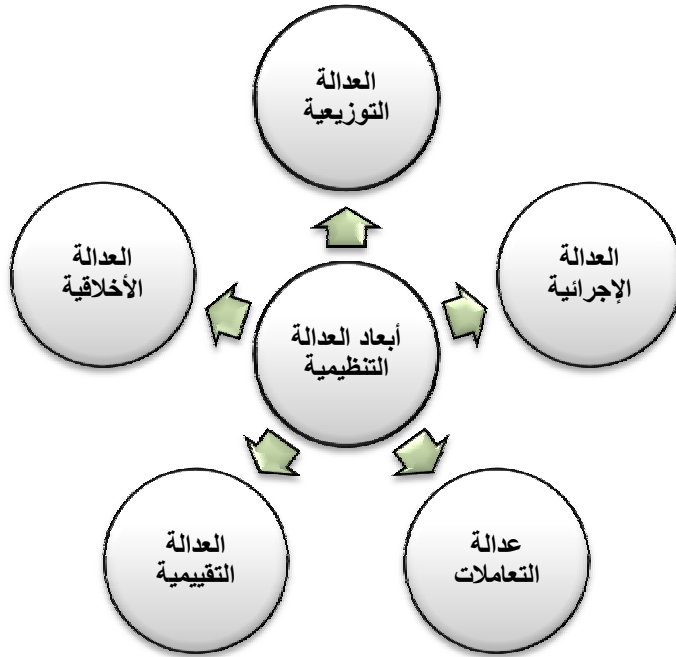 العدالة
التوزيعية
العدالة
الإجرائية
العدالة
الأخلاقية
أبعاد العدالة
التنظيمية
عدالة
التعاملات
العدالة
التقييمية